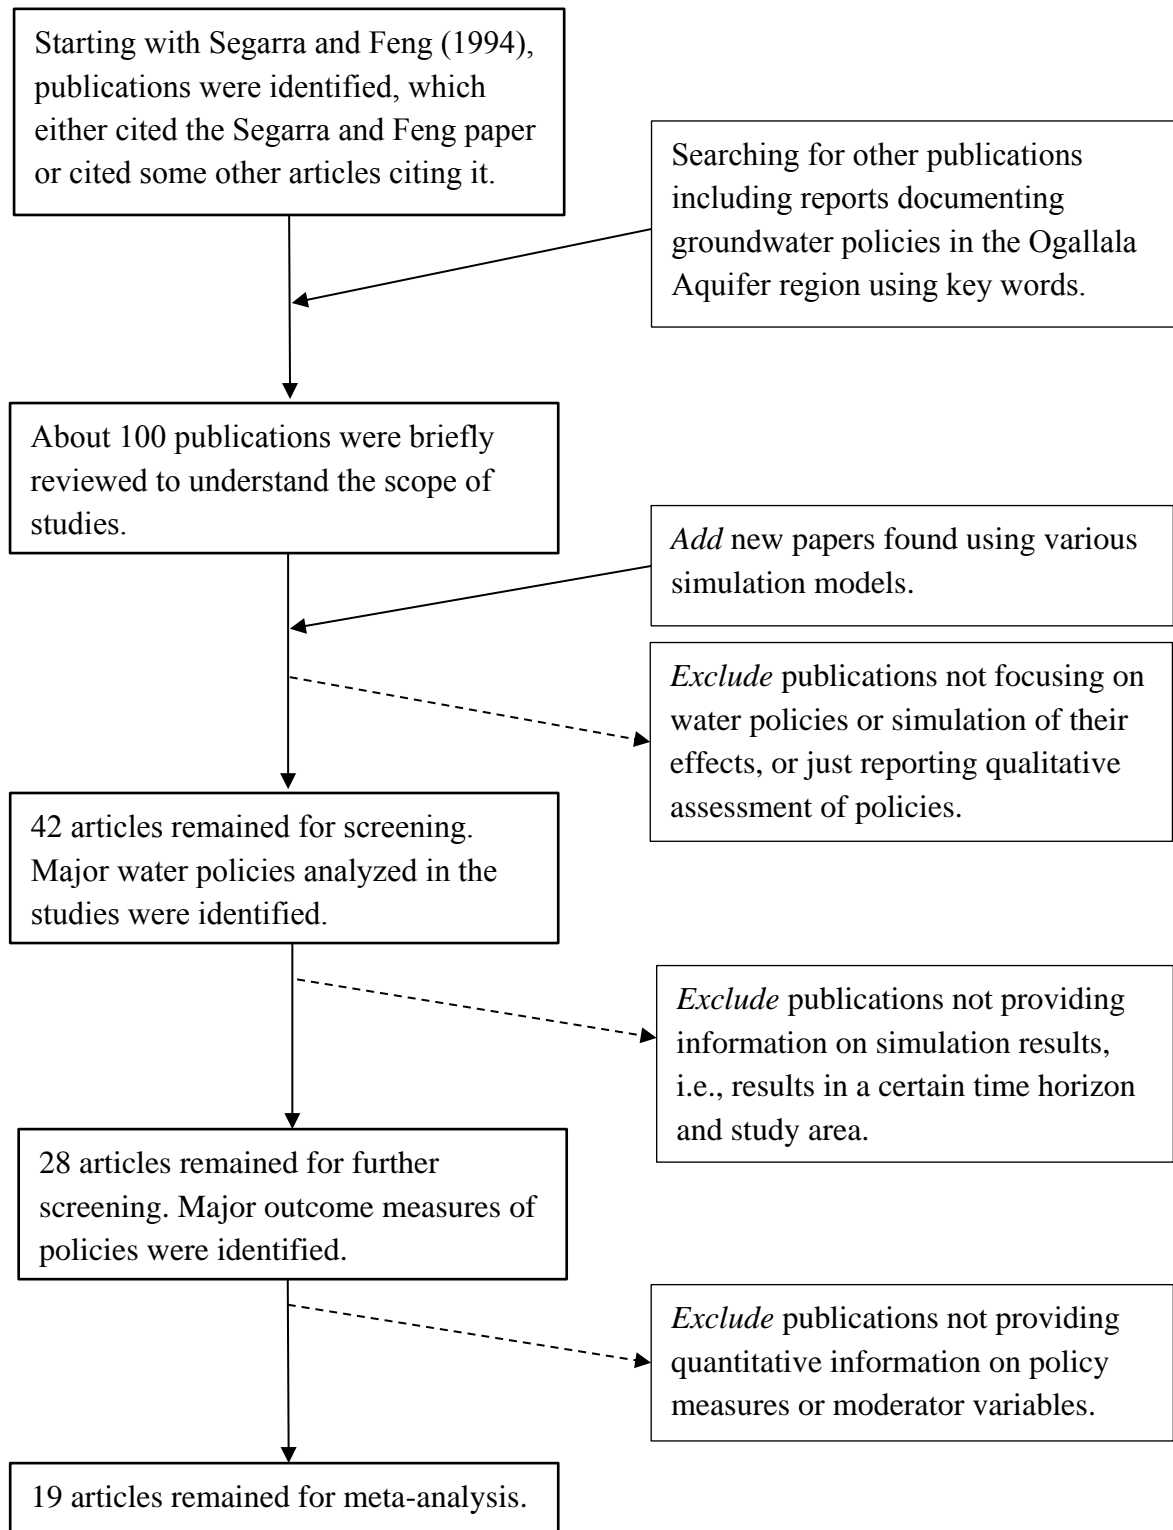 Starting with Segarra and Feng (1994),
publications were identified, which
either cited the Segarra and Feng paper
or cited some other articles citing it.
Searching for other publications
including reports documenting
groundwater policies in the Ogallala
Aquifer region using key words.
About 100 publications were briefly
reviewed to understand the scope of
studies.
Add new papers found using various
simulation models.
Exclude publications not focusing on
water policies or simulation of their
effects, or just reporting qualitative
assessment of policies.
42 articles remained for screening.
Major water policies analyzed in the
studies were identified.
Exclude publications not providing
information on simulation results,
i.e., results in a certain time horizon
and study area.
28 articles remained for further
screening. Major outcome measures of
policies were identified.
Exclude publications not providing
quantitative information on policy
measures or moderator variables.
19 articles remained for meta-analysis.